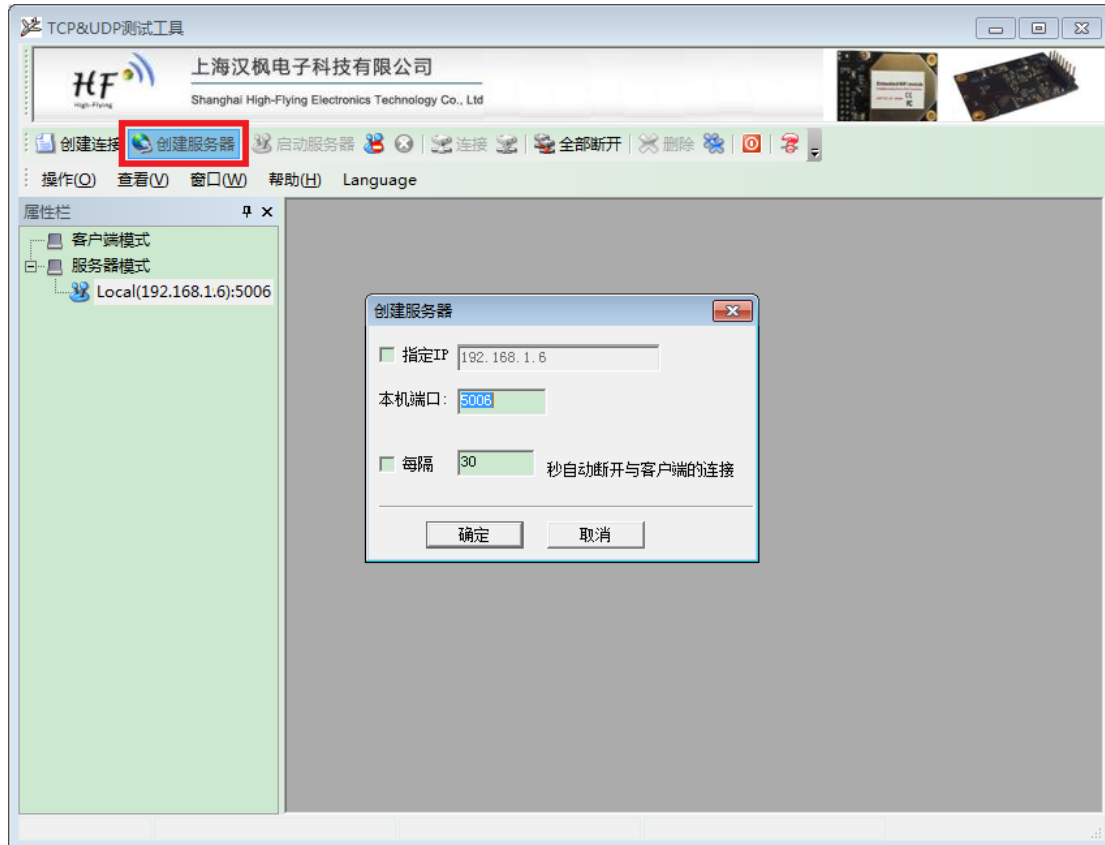 TCP&UDP测试工具
HF
High-Flying
上海汉枫电子科技有限公司
Shanghai High-Flying Electronics Technology Co., Ltd
创建连接 创建服务器 启动服务器 连接 全部断开 删除
操作(O) 查看(V) 窗口(W) 帮助(H) Language
属性栏
客户端模式
服务器模式
Local(192.168.1.6):5006
创建服务器
指定IP 192.168.1.6
本机端口: 5006
每隔 30 秒自动断开与客户端的连接
确定 取消